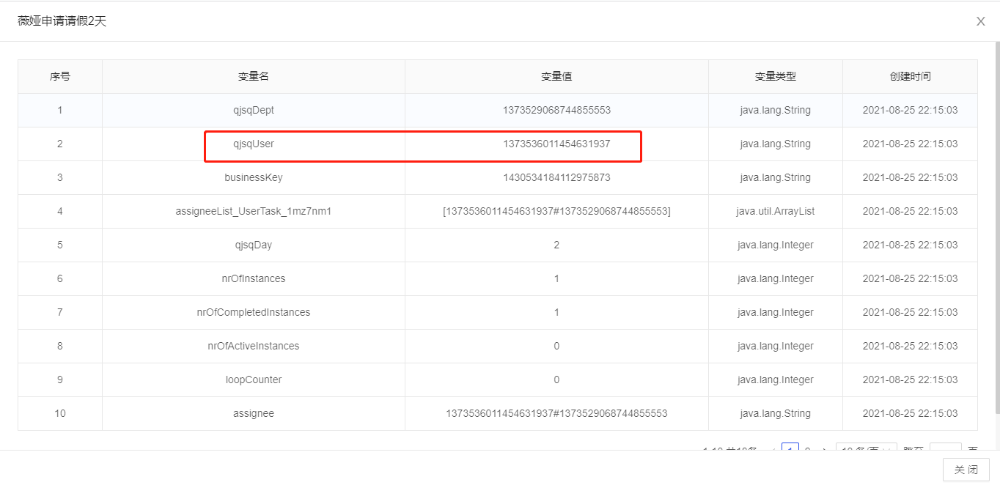 薇娅申请请假2天
X
序号 变量名 变量值 变量类型 创建时间
1 qjsqDept 1373529068744855553 java.lang.String 2021-08-25 22:15:03
2 qjsqUser 1373536011454631937 java.lang.String 2021-08-25 22:15:03
3 businessKey 1430534184112975873 java.lang.String 2021-08-25 22:15:03
4 assigneeList_UserTask_1mz7nm1 [1373536011454631937#1373529068744855553] java.util.ArrayList 2021-08-25 22:15:03
5 qjsqDay 2 java.lang.Integer 2021-08-25 22:15:03
6 nrOfInstances 1 java.lang.Integer 2021-08-25 22:15:03
7 nrOfCompletedInstances 1 java.lang.Integer 2021-08-25 22:15:03
8 nrOfActiveInstances 0 java.lang.Integer 2021-08-25 22:15:03
9 loopCounter 0 java.lang.Integer 2021-08-25 22:15:03
10 assignee 1373536011454631937#1373529068744855553 java.lang.String 2021-08-25 22:15:03
关 闭